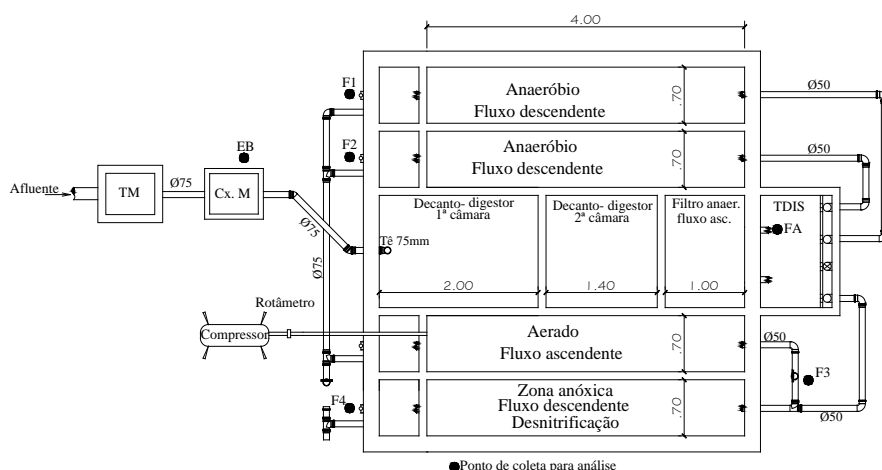 4.00
F1
Anaeróbio
Fluxo descendente
.70
Ø50
F2
Anaeróbio
Fluxo descendente
.70
Ø50
EB
Afluente
TM
Ø75
Cx. M
Ø75
Ø75
Tê 75mm
Decanto- digestor
1ª câmara
Decanto- digestor
2ª câmara
Filtro anaer.
fluxo asc.
TDIS
FA
2.00
1.40
1.00
Rotâmetro
Compressor
Aerado
Fluxo ascendente
.70
Ø50
F3
F4
Zona anóxica
Fluxo descendente
Desnitrificação
.70
Ø50
Ponto de coleta para análise